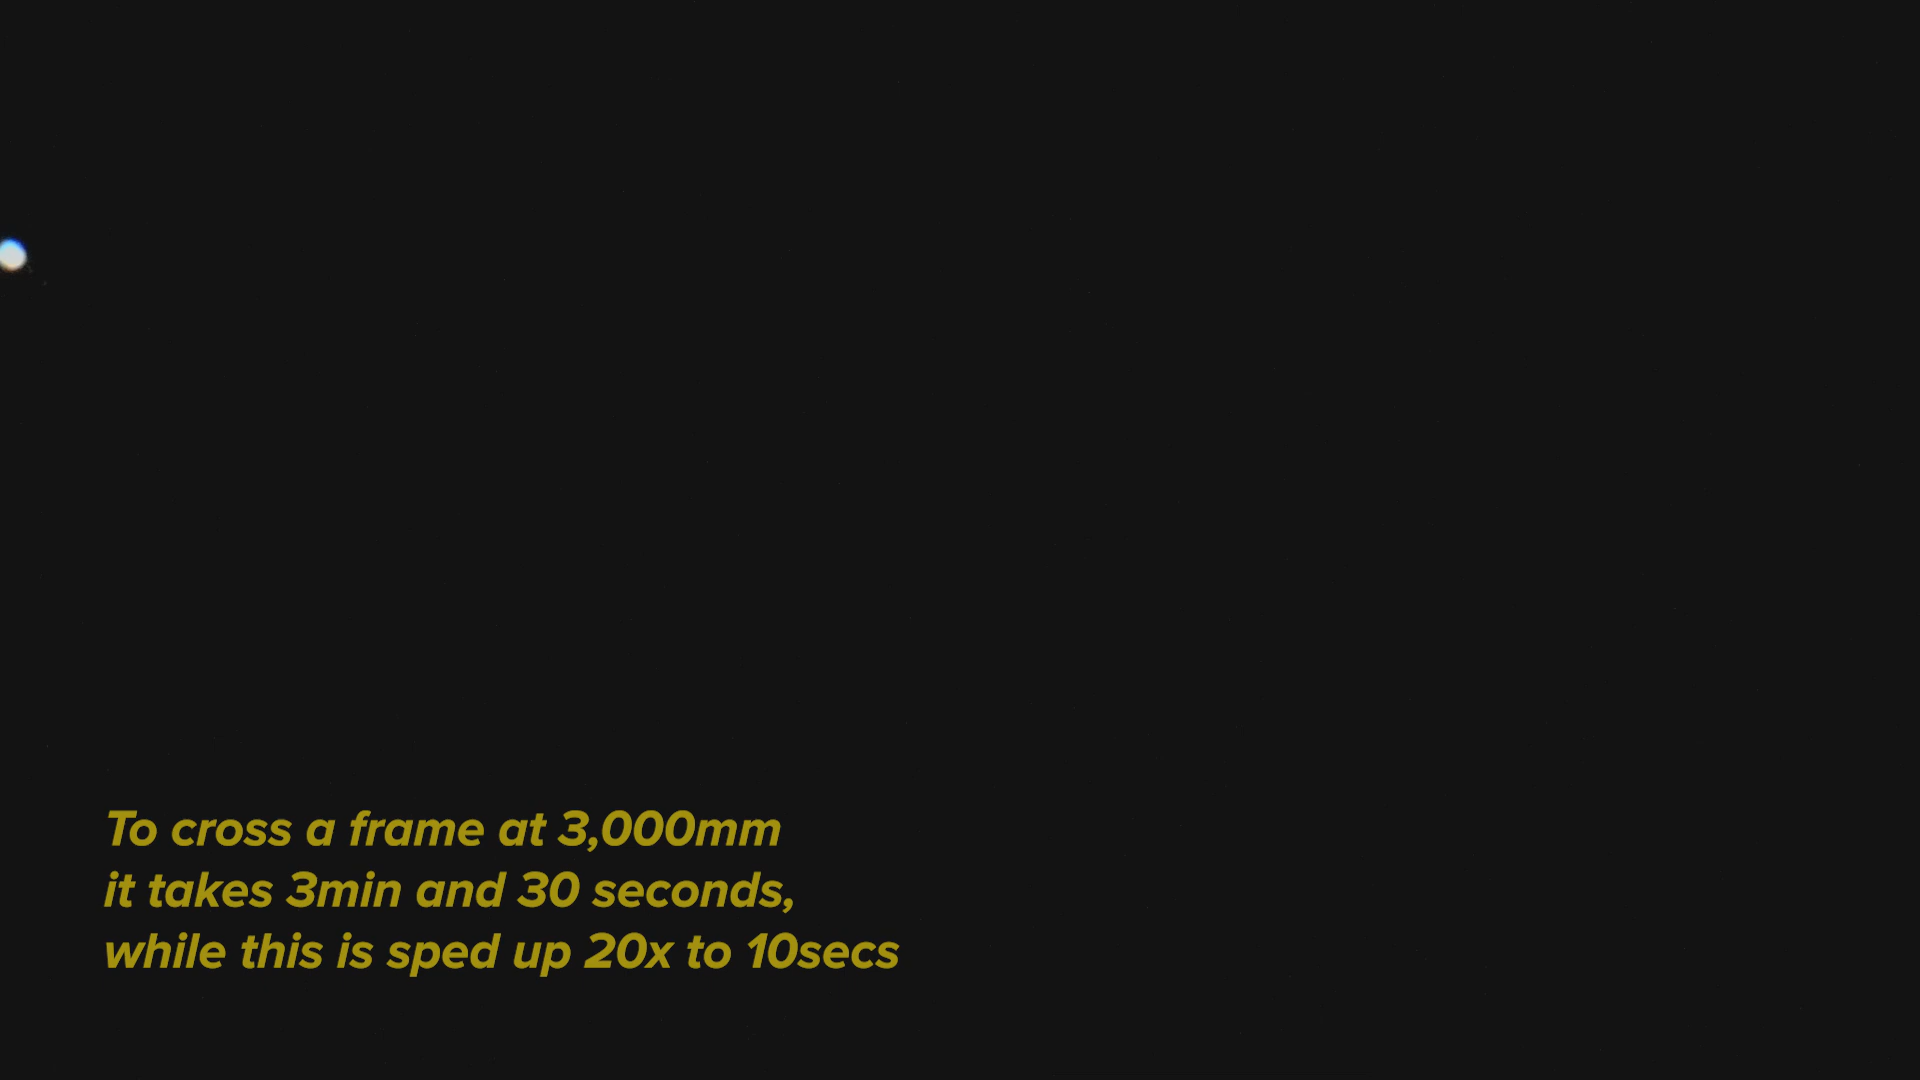 To cross a frame at 3,000mm
it takes 3min and 30 seconds,
while this is sped up 20x to 10secs